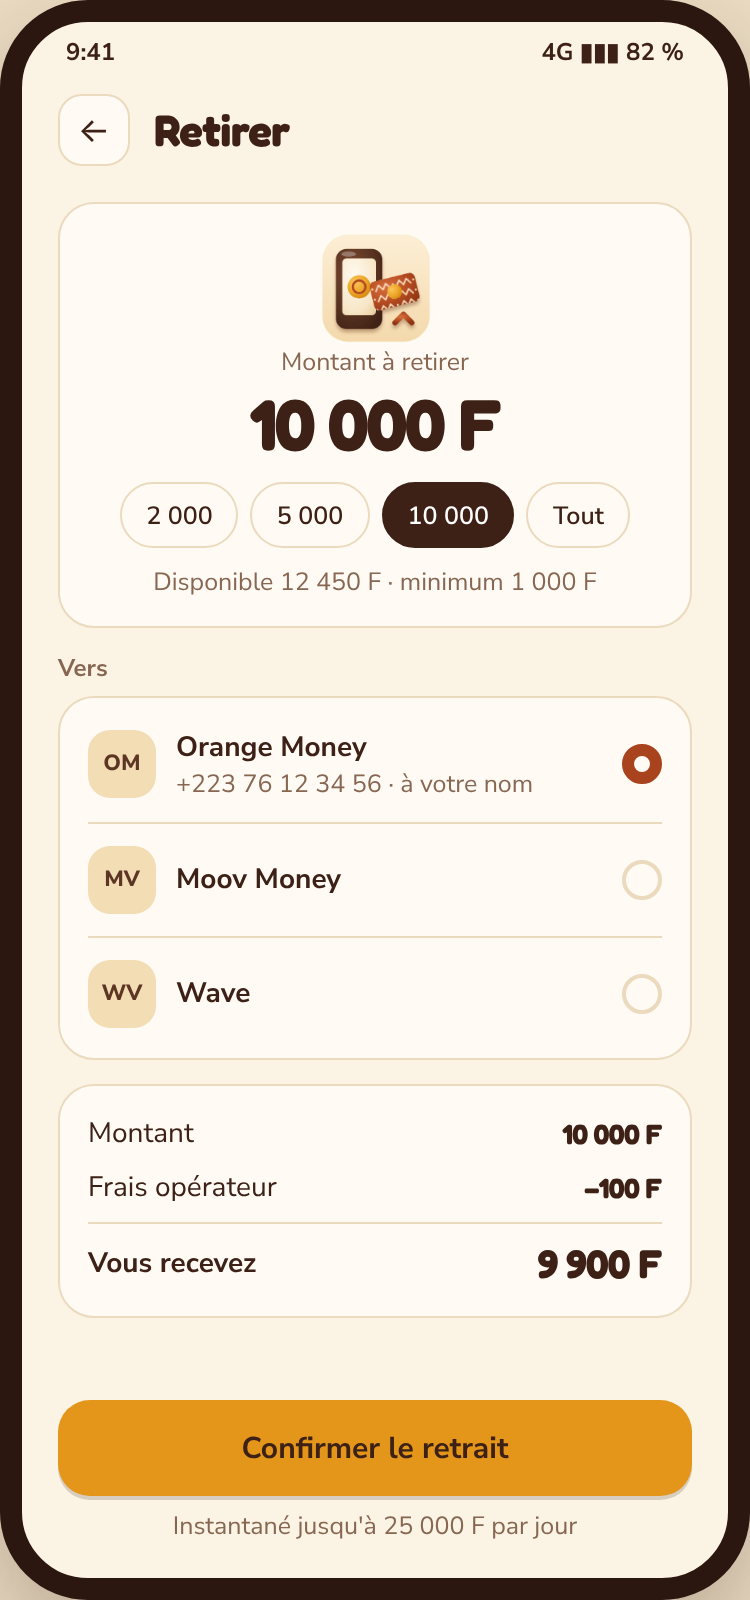 9:41
4G ▮▮▮ 82 %
Retirer
Montant à retirer
10 000 F
2 000
5 000
10 000
Tout
Disponible 12 450 F · minimum 1 000 F
Vers
OM
Orange Money
+223 76 12 34 56 · à votre nom
MV
Moov Money
WV
Wave
Montant
10 000 F
Frais opérateur
−100 F
Vous recevez
9 900 F
Confirmer le retrait
Instantané jusqu'à 25 000 F par jour